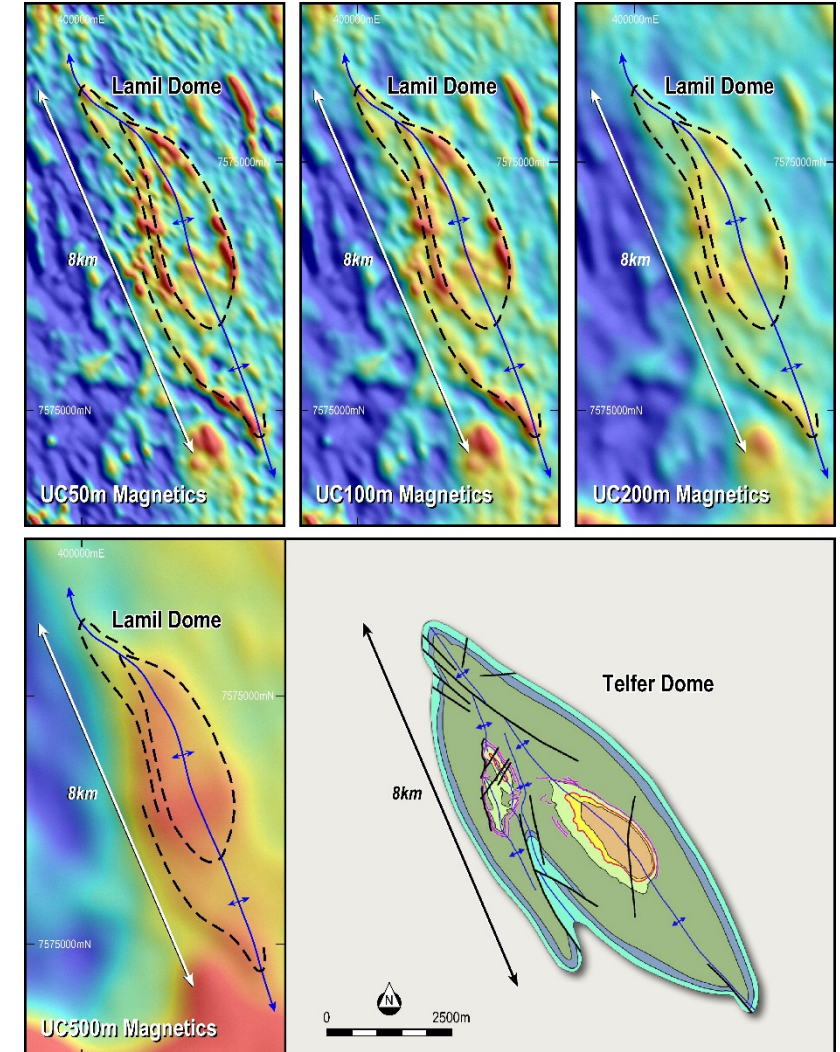 400000mE
Lamil Dome
7575000mN
8km
7575000mN
UC50m Magnetics
400000mE
Lamil Dome
7575000mN
8km
7575000mN
UC100m Magnetics
400000mE
Lamil Dome
7575000mN
8km
7575000mN
UC200m Magnetics
400000mE
Lamil Dome
7575000mN
8km
7575000mN
UC500m Magnetics
Telfer Dome
8km
N
0 2500m